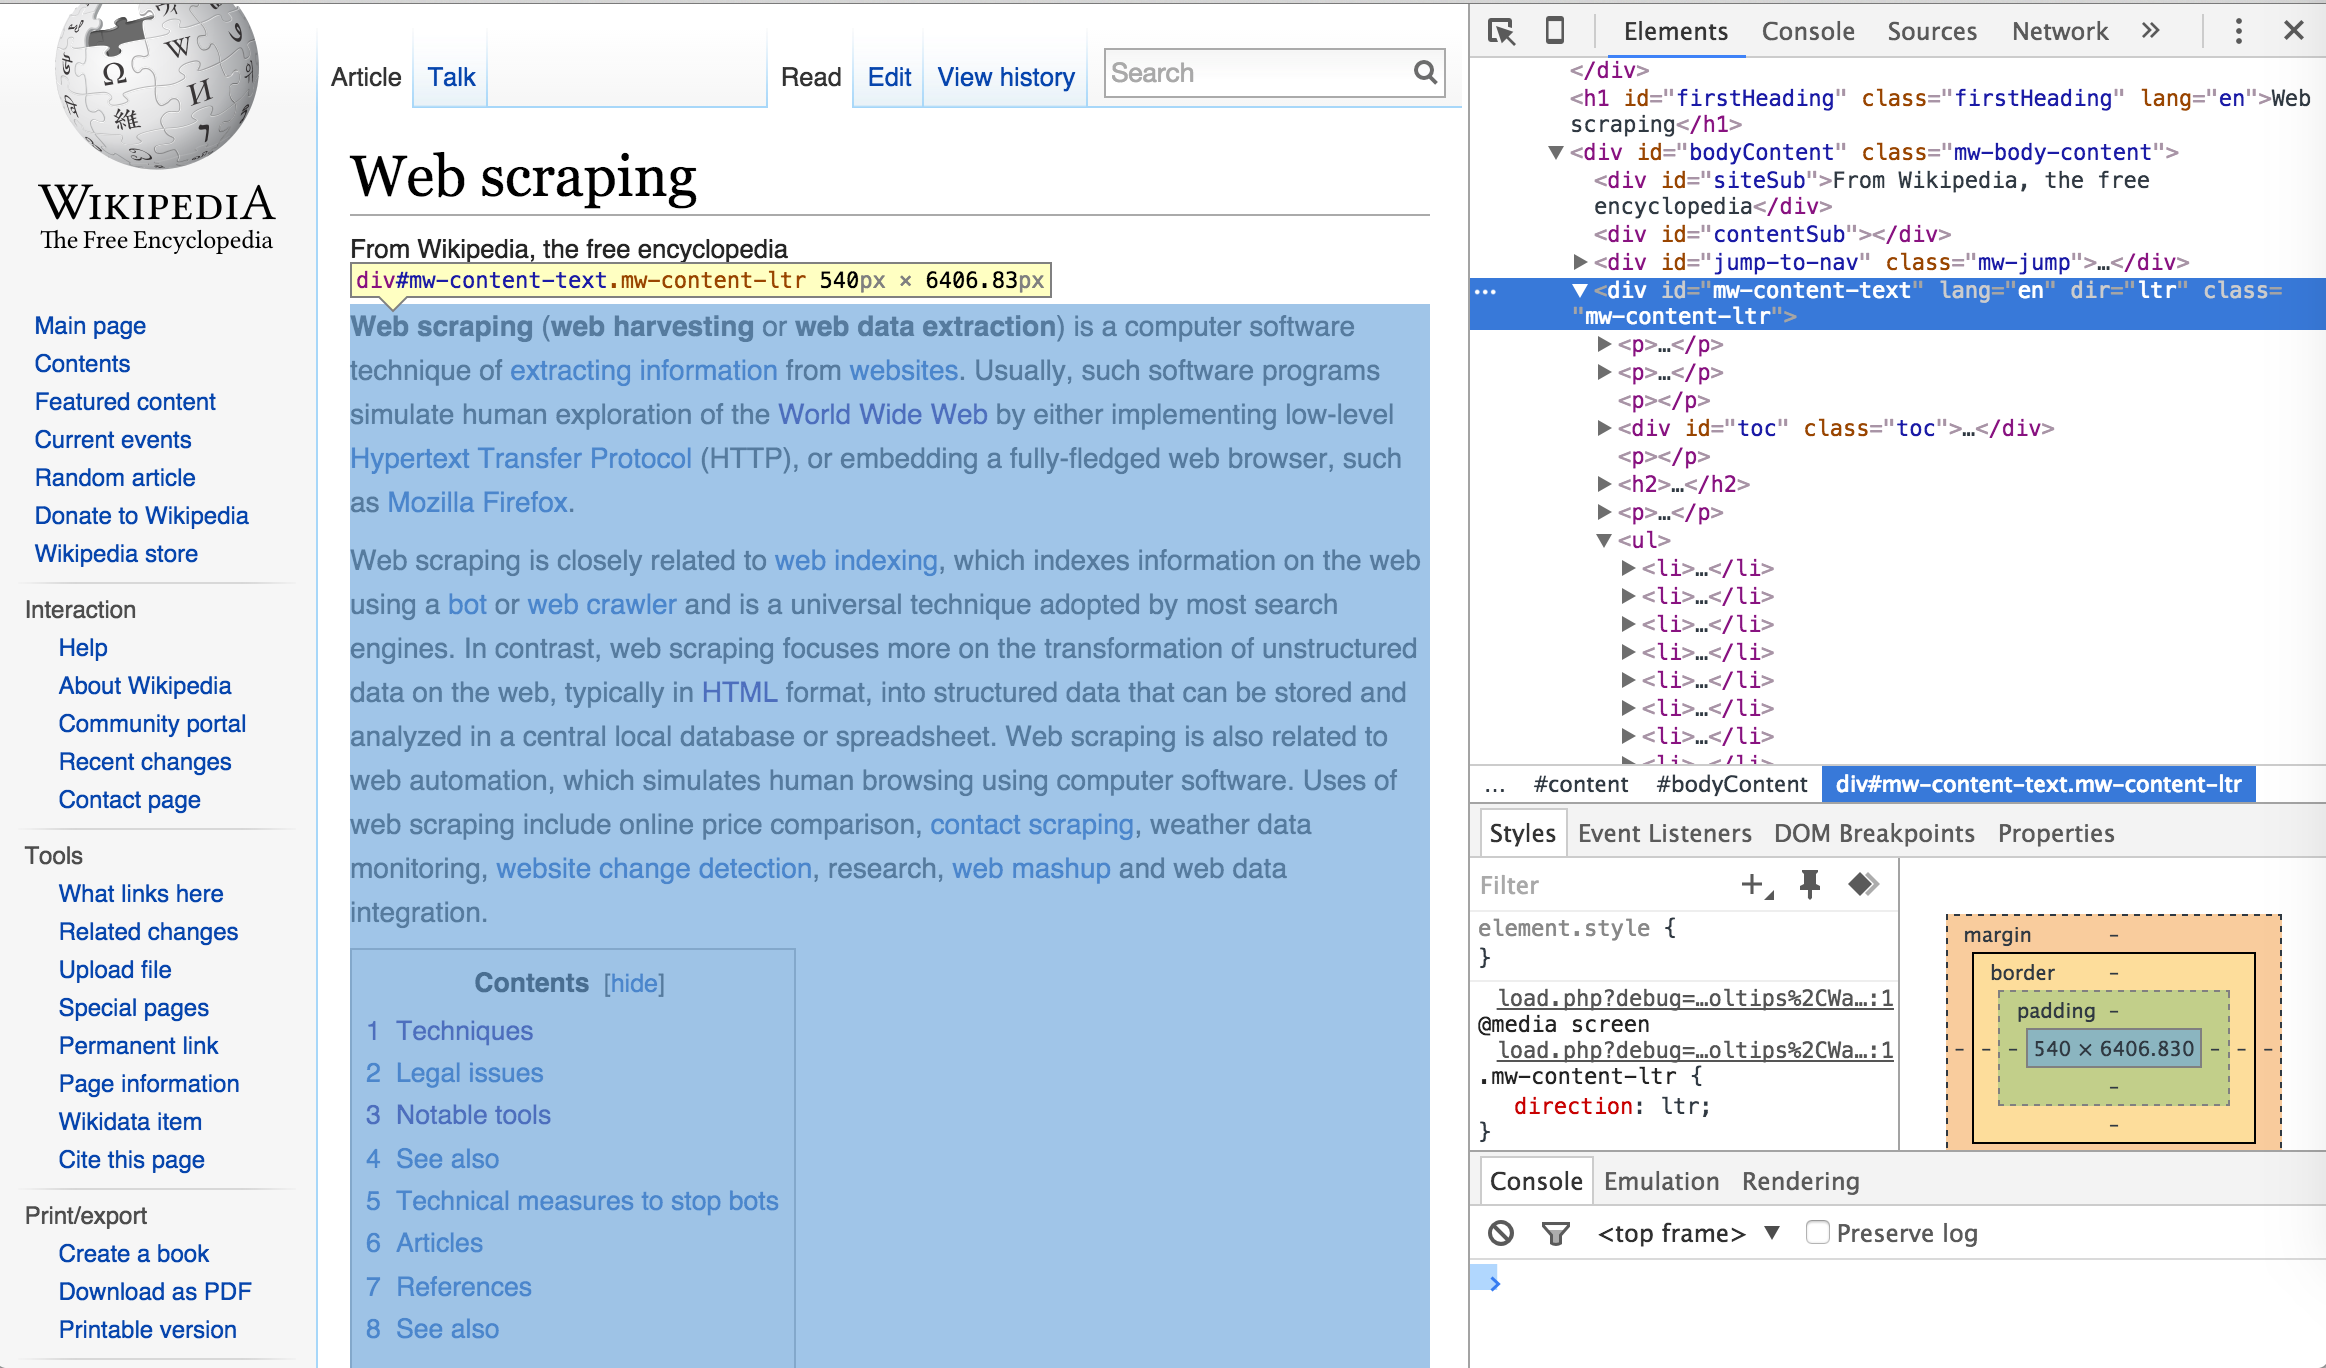 WIKIPEDIA
The Free Encyclopedia
Main page
Contents
Featured content
Current events
Random article
Donate to Wikipedia
Wikipedia store
Interaction
Help
About Wikipedia
Community portal
Recent changes
Contact page
Tools
What links here
Related changes
Upload file
Special pages
Permanent link
Page information
Wikidata item
Cite this page
Print/export
Create a book
Download as PDF
Printable version
Article Talk Read Edit View history Search
Web scraping
From Wikipedia, the free encyclopedia
div#mw-content-text.mw-content-ltr 540px × 6406.83px
Web scraping (web harvesting or web data extraction) is a computer software
technique of extracting information from websites. Usually, such software programs
simulate human exploration of the World Wide Web by either implementing low-level
Hypertext Transfer Protocol (HTTP), or embedding a fully-fledged web browser, such
as Mozilla Firefox.
Web scraping is closely related to web indexing, which indexes information on the web
using a bot or web crawler and is a universal technique adopted by most search
engines. In contrast, web scraping focuses more on the transformation of unstructured
data on the web, typically in HTML format, into structured data that can be stored and
analyzed in a central local database or spreadsheet. Web scraping is also related to
web automation, which simulates human browsing using computer software. Uses of
web scraping include online price comparison, contact scraping, weather data
monitoring, website change detection, research, web mashup and web data
integration.
Contents [hide]
1 Techniques
2 Legal issues
3 Notable tools
4 See also
5 Technical measures to stop bots
6 Articles
7 References
8 See also
Elements Console Sources Network »
</div>
<h1 id="firstHeading" class="firstHeading" lang="en">Web
scraping</h1>
▼<div id="bodyContent" class="mw-body-content">
<div id="siteSub">From Wikipedia, the free
encyclopedia</div>
<div id="contentSub"></div>
▶<div id="jump-to-nav" class="mw-jump">…</div>
… ▼<div id="mw-content-text" lang="en" dir="ltr" class=
"mw-content-ltr">
▶<p>…</p>
▶<p>…</p>
<p></p>
▶<div id="toc" class="toc">…</div>
<p></p>
▶<h2>…</h2>
▶<p>…</p>
▼<ul>
▶<li>…</li>
▶<li>…</li>
▶<li>…</li>
▶<li>…</li>
▶<li>…</li>
▶<li>…</li>
▶<li>…</li>
▶<li>…</li>
... #content #bodyContent div#mw-content-text.mw-content-ltr
Styles Event Listeners DOM Breakpoints Properties
Filter
element.style {
}
load.php?debug=…oltips%2CWa…:1
@media screen
load.php?debug=…oltips%2CWa…:1
.mw-content-ltr {
direction: ltr;
}
margin –
border –
padding –
– – – 540 × 6406.830 – – –
–
–
Console Emulation Rendering
<top frame> ▼ Preserve log